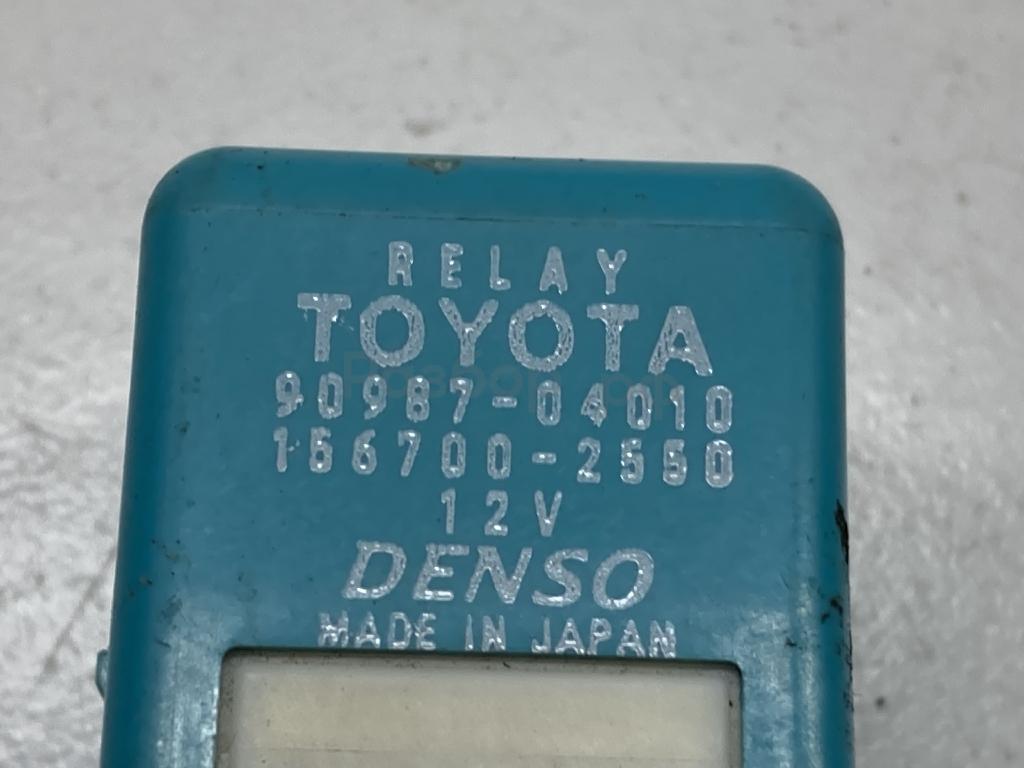 RELAY
TOYOTA
90987-04010
156700-2550
12V
DENSO
MADE IN JAPAN